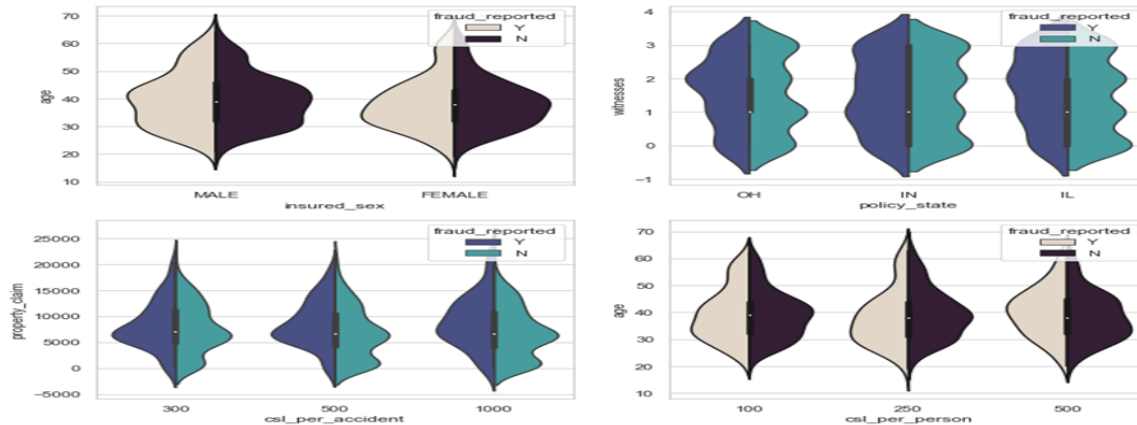 fraud_reported
Y
N
70
60
50
40
30
20
10
age
MALE
FEMALE
insured_sex
fraud_reported
Y
N
4
3
2
1
0
−1
witnesses
OH
IN
IL
policy_state
fraud_reported
Y
N
25000
20000
15000
10000
5000
0
−5000
property_claim
300
500
1000
csl_per_accident
fraud_reported
Y
N
70
60
50
40
30
20
10
age
100
250
500
csl_per_person